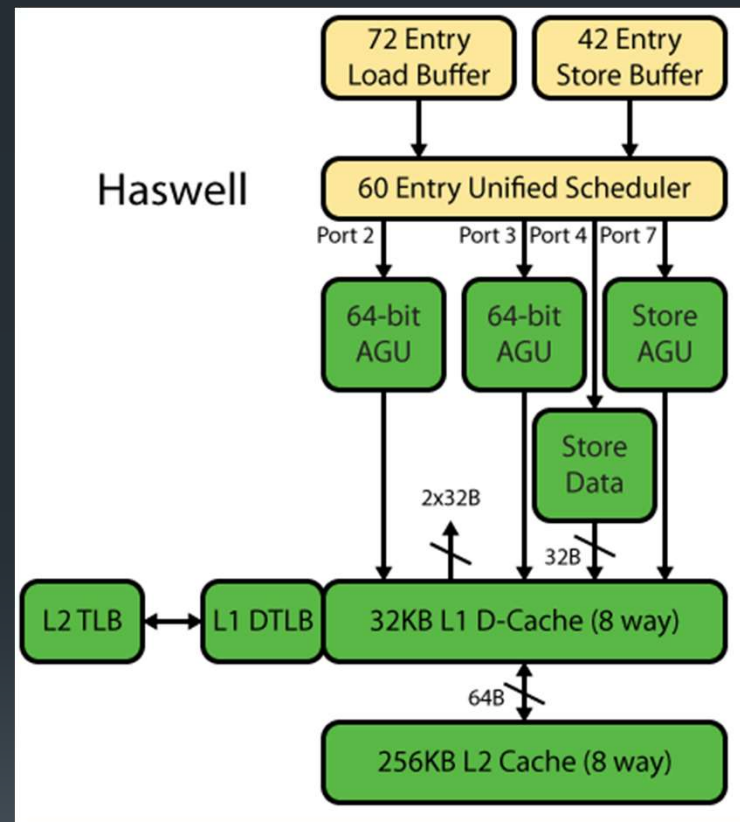 72 Entry
Load Buffer
42 Entry
Store Buffer
Haswell
60 Entry Unified Scheduler
Port 2
Port 3
Port 4
Port 7
64-bit
AGU
64-bit
AGU
Store
AGU
Store
Data
2x32B
32B
L2 TLB
L1 DTLB
32KB L1 D-Cache (8 way)
64B
256KB L2 Cache (8 way)